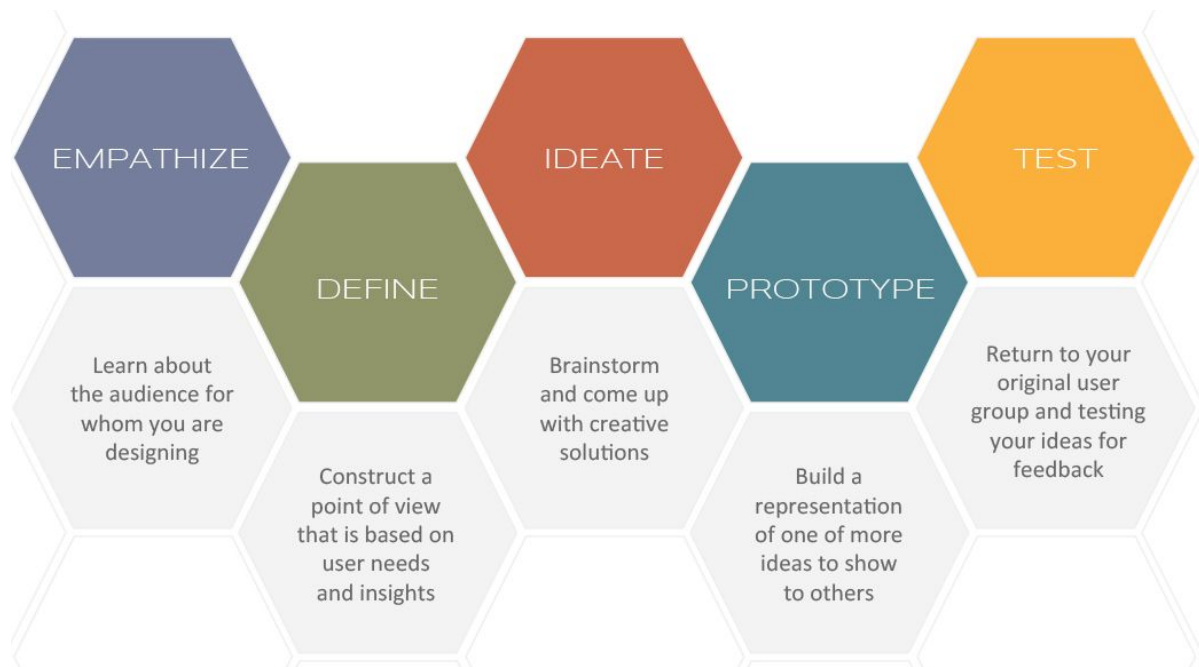 EMPATHIZE
Learn about
the audience for
whom you are
designing
DEFINE
Construct a
point of view
that is based on
user needs
and insights
IDEATE
Brainstorm
and come up
with creative
solutions
PROTOTYPE
Build a
representation
of one of more
ideas to show
to others
TEST
Return to your
original user
group and testing
your ideas for
feedback